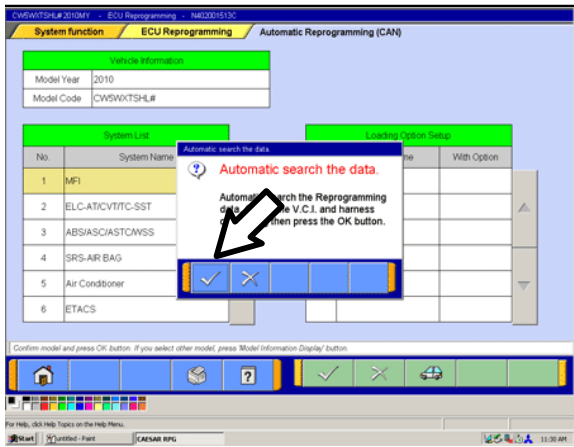 CW5WXTSHL# 2010MY - ECU Reprogramming - N402001513C
System function ECU Reprogramming Automatic Reprogramming (CAN)
Vehicle Information
Model Year 2010
Model Code CW5WXTSHL#
System List
No. System Name
1 MFI
2 ELC-AT/CVT/TC-SST
3 ABS/ASC/ASTC/WSS
4 SRS-AIR BAG
5 Air Conditioner
6 ETACS
Loading Option Setup
With Option
Automatic search the data.
Automatic search the data.
search the Reprogramming
V.C.I. and harness
then press the OK button.
Confirm model and press OK button. If you select other model, press 'Model Information Display' button.
?
For Help, click Help Topics on the Help Menu.
Start untitled - Paint CAESAR RPG 11:30 AM